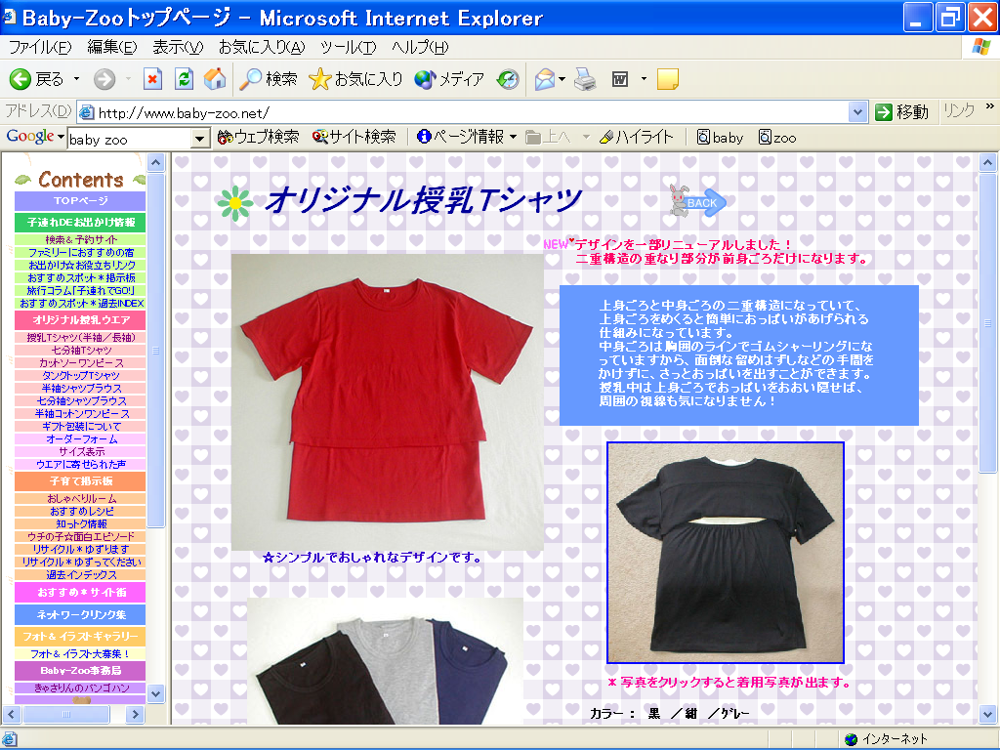 Baby-Zooトップページ - Microsoft Internet Explorer
ファイル(F) 編集(E) 表示(V) お気に入り(A) ツール(T) ヘルプ(H)
戻る 検索 お気に入り メディア
アドレス(D) http://www.baby-zoo.net/ 移動 リンク »
Google baby zoo ウェブ検索 サイト検索 ページ情報 上へ ハイライト baby zoo
Contents
TOPページ
子連れDEお出かけ情報
検索＆予約サイト
ファミリーにおすすめの宿
お出かけ☆お役立ちリンク
おすすめスポット＊掲示板
旅行コラム「子連れでGO!」
おすすめスポット＊過去INDEX
オリジナル授乳ウエア
授乳Tシャツ(半袖／長袖)
七分袖Tシャツ
カットソーワンピース
タンクトップTシャツ
半袖シャツブラウス
七分袖シャツブラウス
半袖コットンワンピース
ギフト包装について
オーダーフォーム
サイズ表示
ウエアに寄せられた声
子育て掲示板
おしゃべりルーム
おすすめレシピ
知っトク情報
ウチの子☆面白エピソード
リサイクル＊ゆずります
リサイクル＊ゆずってください
過去インデックス
おすすめ＊サイト街
ネットワークリンク集
フォト＆イラストギャラリー
フォト＆イラスト大募集！
Baby-Zoo事務局
きゃさりんのバンゴハン
オリジナル授乳Tシャツ
BACK
NEW デザインを一部リニューアルしました！
二重構造の重なり部分が前身ごろだけになります。
上身ごろと中身ごろの二重構造になっていて、
上身ごろをめくると簡単におっぱいがあげられる
仕組みになっています。
中身ごろは胸囲のラインでゴムシャーリングにな
っていますから、面倒な留めはずしなどの手間を
かけずに、さっとおっぱいを出すことができます。
授乳中は上身ごろでおっぱいをおおい隠せば、
周囲の視線も気になりません！
☆シンプルでおしゃれなデザインです。
＊写真をクリックすると着用写真が出ます。
カラー： 黒 ／紺 ／グレー
インターネット